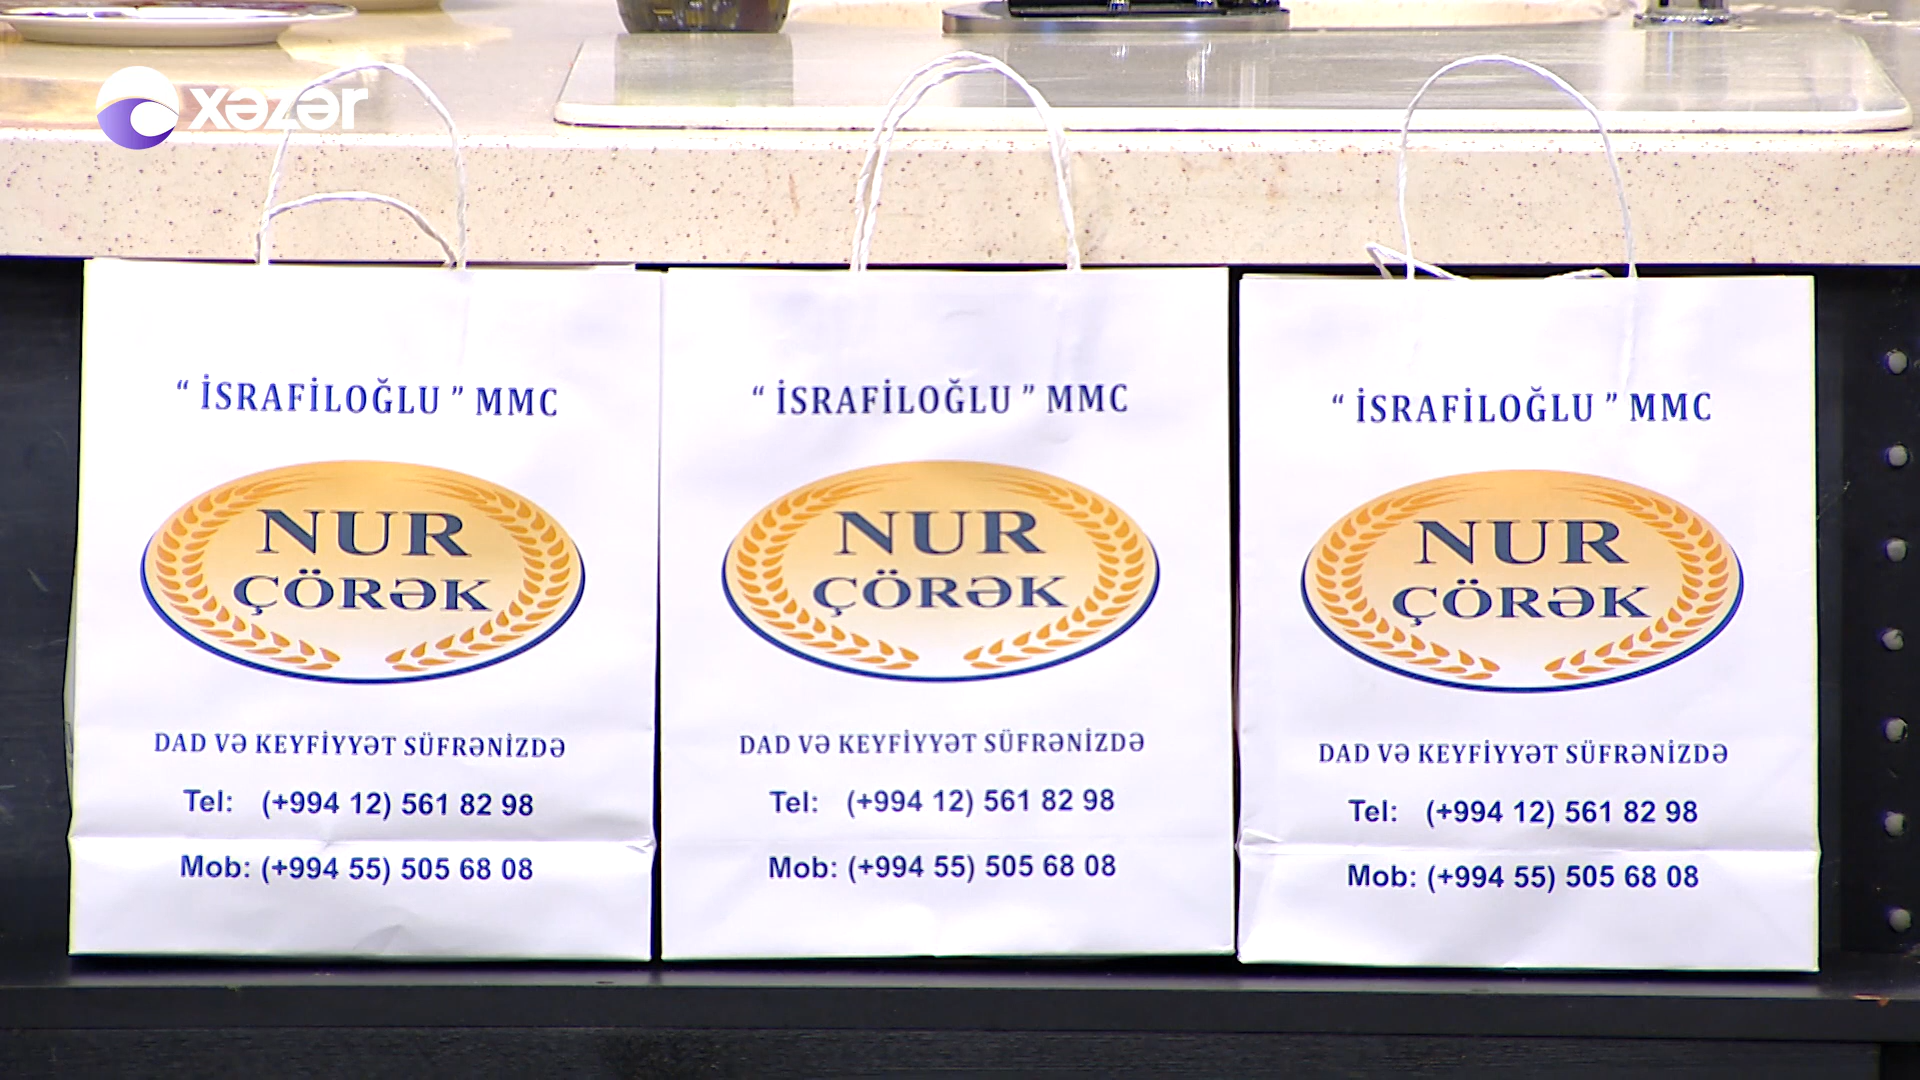 xəzər
“ İSRAFİLOĞLU ” MMC
NUR
ÇÖRƏK
DAD VƏ KEYFİYYƏT SÜFRƏNİZDƏ
Tel: (+994 12) 561 82 98
Mob: (+994 55) 505 68 08
“ İSRAFİLOĞLU ” MMC
NUR
ÇÖRƏK
DAD VƏ KEYFİYYƏT SÜFRƏNİZDƏ
Tel: (+994 12) 561 82 98
Mob: (+994 55) 505 68 08
“ İSRAFİLOĞLU ” MMC
NUR
ÇÖRƏK
DAD VƏ KEYFİYYƏT SÜFRƏNİZDƏ
Tel: (+994 12) 561 82 98
Mob: (+994 55) 505 68 08